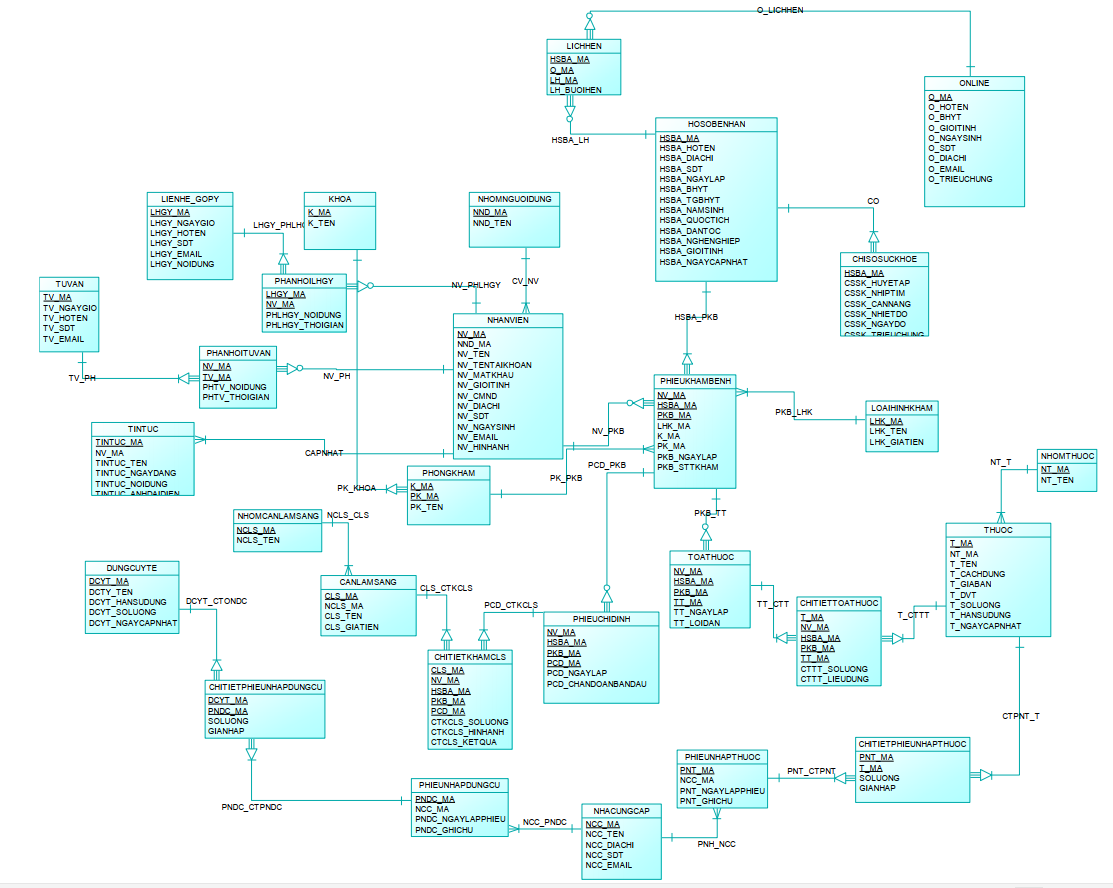 O_LICHHEN
LICHHEN
HSBA_MA
O_MA
LH_MA
LH_BUOIHEN
HSBA_LH
ONLINE
O_MA
O_HOTEN
O_BHYT
O_GIOITINH
O_NGAYSINH
O_SDT
O_DIACHI
O_EMAIL
O_TRIEUCHUNG
HOSOBENHAN
HSBA_MA
HSBA_HOTEN
HSBA_DIACHI
HSBA_SDT
HSBA_NGAYLAP
HSBA_BHYT
HSBA_TGBHYT
HSBA_NAMSINH
HSBA_QUOCTICH
HSBA_DANTOC
HSBA_NGHENGHIEP
HSBA_GIOITINH
HSBA_NGAYCAPNHAT
CO
CHISOSUCKHOE
HSBA_MA
CSSK_HUYETAP
CSSK_NHIPTIM
CSSK_CANNANG
CSSK_NHIETDO
CSSK_NGAYDO
CSSK_TRIEUCHUNG
LIENHE_GOPY
LHGY_MA
LHGY_NGAYGIO
LHGY_HOTEN
LHGY_SDT
LHGY_EMAIL
LHGY_NOIDUNG
LHGY_PHLHG
KHOA
K_MA
K_TEN
NHOMNGUOIDUNG
NND_MA
NND_TEN
CV_NV
PHANHOILHGY
LHGY_MA
NV_MA
PHLHGY_NOIDUNG
PHLHGY_THOIGIAN
NV_PHLHGY
TUVAN
TV_MA
TV_NGAYGIO
TV_HOTEN
TV_SDT
TV_EMAIL
TV_PH
PHANHOITUVAN
NV_MA
TV_MA
PHTV_NOIDUNG
PHTV_THOIGIAN
NV_PH
NHANVIEN
NV_MA
NND_MA
NV_TEN
NV_TENTAIKHOAN
NV_MATKHAU
NV_GIOITINH
NV_CMND
NV_DIACHI
NV_SDT
NV_NGAYSINH
NV_EMAIL
NV_HINHANH
HSBA_PKB
PHIEUKHAMBENH
NV_MA
HSBA_MA
PKB_MA
LHK_MA
K_MA
PK_MA
PKB_NGAYLAP
PKB_STTKHAM
PKB_LHK
LOAIHINHKHAM
LHK_MA
LHK_TEN
LHK_GIATIEN
NV_PKB
PCD_PKB
PK_PKB
TINTUC
TINTUC_MA
NV_MA
TINTUC_TEN
TINTUC_NGAYDANG
TINTUC_NOIDUNG
TINTUC_ANHDAIDIEN
CAPNHAT
PK_KHOA
PHONGKHAM
K_MA
PK_MA
PK_TEN
NT_T
NHOMTHUOC
NT_MA
NT_TEN
NHOMCANLAMSANG
NCLS_MA
NCLS_TEN
NCLS_CLS
PKB_TT
THUOC
T_MA
NT_MA
T_TEN
T_CACHDUNG
T_GIABAN
T_DVT
T_SOLUONG
T_HANSUDUNG
T_NGAYCAPNHAT
TOATHUOC
NV_MA
HSBA_MA
PKB_MA
TT_MA
TT_NGAYLAP
TT_LOIDAN
DUNGCUYTE
DCYT_MA
DCTY_TEN
DCYT_HANSUDUNG
DCYT_SOLUONG
DCYT_NGAYCAPNHAT
DCYT_CTONDC
CANLAMSANG
CLS_MA
NCLS_MA
CLS_TEN
CLS_GIATIEN
CLS_CTKCLS
PCD_CTKCLS
PHIEUCHIDINH
NV_MA
HSBA_MA
PKB_MA
PCD_MA
PCD_NGAYLAP
PCD_CHANDOANBANDAU
TT_CTT
CHITIETTOATHUOC
T_MA
NV_MA
HSBA_MA
PKB_MA
TT_MA
CTTT_SOLUONG
CTTT_LIEUDUNG
T_CTTT
CHITIETKHAMCLS
CLS_MA
NV_MA
HSBA_MA
PKB_MA
PCD_MA
CTKCLS_SOLUONG
CTKCLS_HINHANH
CTCLS_KETQUA
CHITIETPHIEUNHAPDUNGCU
DCYT_MA
PNDC_MA
SOLUONG
GIANHAP
CTPNT_T
PNDC_CTPNDC
PHIEUNHAPTHUOC
PNT_MA
NCC_MA
PNT_NGAYLAPPHIEU
PNT_GHICHU
PNT_CTPNT
CHITIETPHIEUNHAPTHUOC
PNT_MA
T_MA
SOLUONG
GIANHAP
PHIEUNHAPDUNGCU
PNDC_MA
NCC_MA
PNDC_NGAYLAPPHIEU
PNDC_GHICHU
NCC_PNDC
NHACUNGCAP
NCC_MA
NCC_TEN
NCC_DIACHI
NCC_SDT
NCC_EMAIL
PNH_NCC